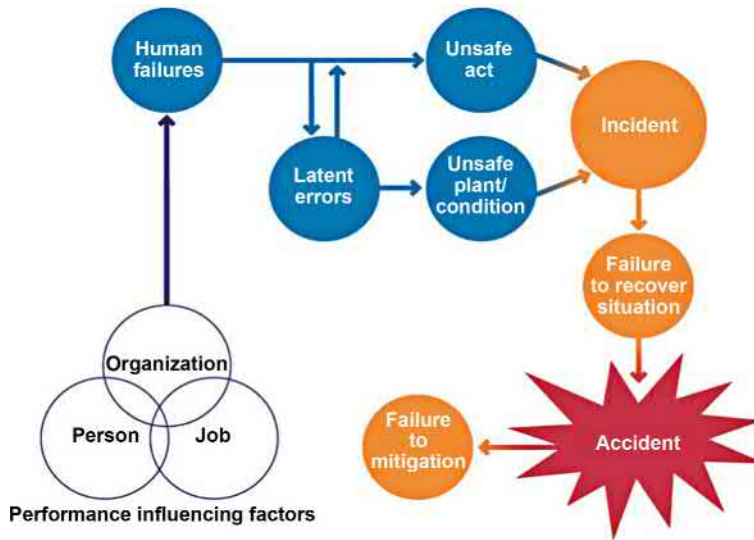 Human
failures
Unsafe
act
Incident
Latent
errors
Unsafe
plant/
condition
Failure
to recover
situation
Organization
Person
Job
Failure
to
mitigation
Accident
Performance influencing factors